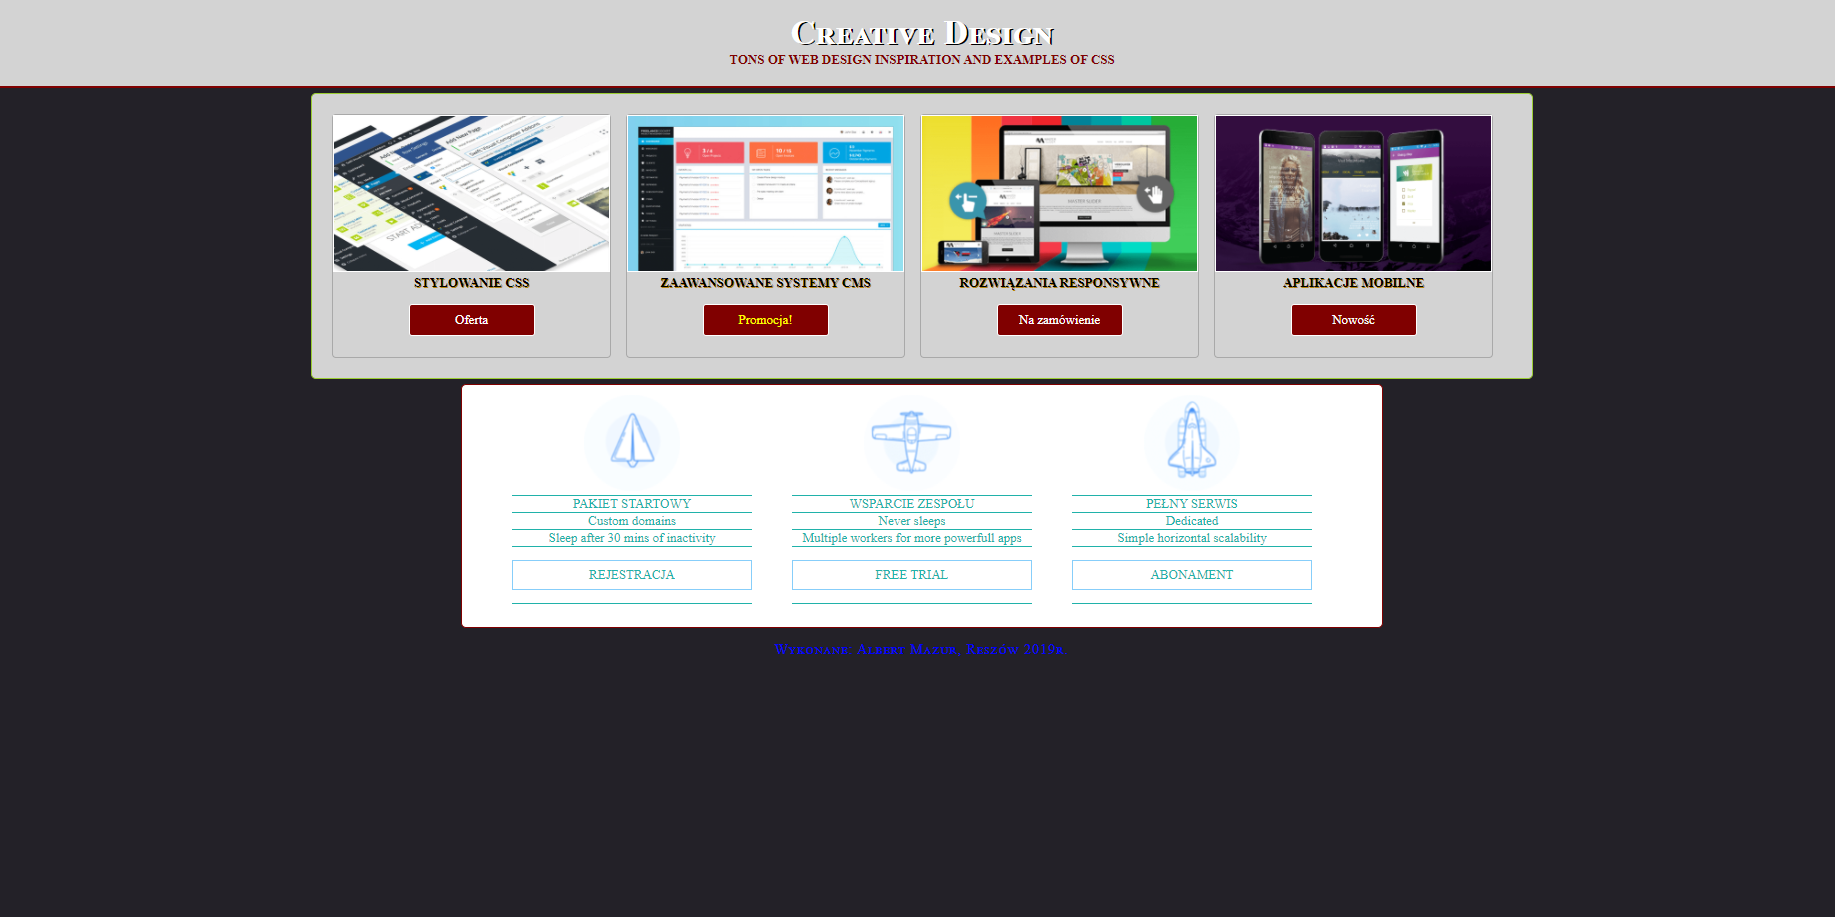 Creative Design
TONS OF WEB DESIGN INSPIRATION AND EXAMPLES OF CSS
STYLOWANIE CSS
Oferta
ZAAWANSOWANE SYSTEMY CMS
Promocja!
ROZWIĄZANIA RESPONSYWNE
Na zamówienie
APLIKACJE MOBILNE
Nowość
PAKIET STARTOWY
Custom domains
Sleep after 30 mins of inactivity
REJESTRACJA
WSPARCIE ZESPOŁU
Never sleeps
Multiple workers for more powerfull apps
FREE TRIAL
PEŁNY SERWIS
Dedicated
Simple horizontal scalability
ABONAMENT
Mazur, Rzeszów 2019r